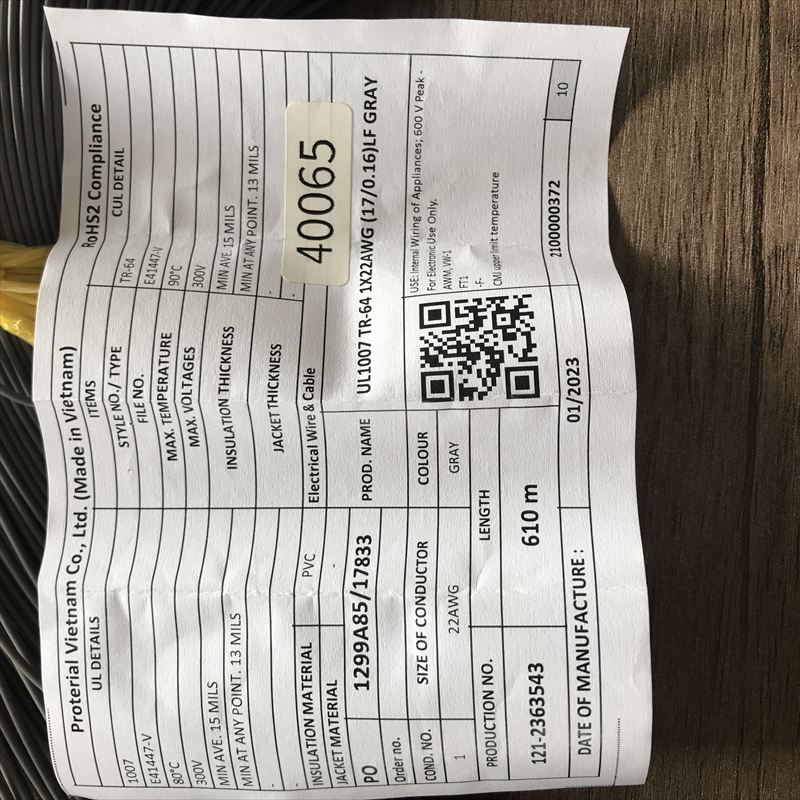 Proterial Vietnam Co., Ltd. (Made in Vietnam) RoHS2 Compliance
UL DETAILS ITEMS CUL DETAIL
1007 STYLE NO./ TYPE TR-64
E41447-V FILE NO. E41447-V
80°C MAX. TEMPERATURE 90°C
300V MAX. VOLTAGES 300V
MIN AVE. 15 MILS INSULATION THICKNESS MIN AVE. 15 MILS
MIN AT ANY POINT. 13 MILS MIN AT ANY POINT. 13 MILS
- JACKET THICKNESS -
- -
INSULATION MATERIAL PVC Electrical Wire & Cable
JACKET MATERIAL -
40065
PO 1299A85/17833 PROD. NAME UL1007 TR-64 1X22AWG (17/0.16)LF GRAY
Order no.
COND. NO. SIZE OF CONDUCTOR COLOUR
1 22AWG GRAY
USE: Internal Wiring of Appliances; 600 V Peak -
For Electronic Use Only.
AWM, VW-1
FT1
-F-
CMJ upper limit temperature
PRODUCTION NO. LENGTH
121-2363543 610 m
2100000372 10
DATE OF MANUFACTURE : 01/2023